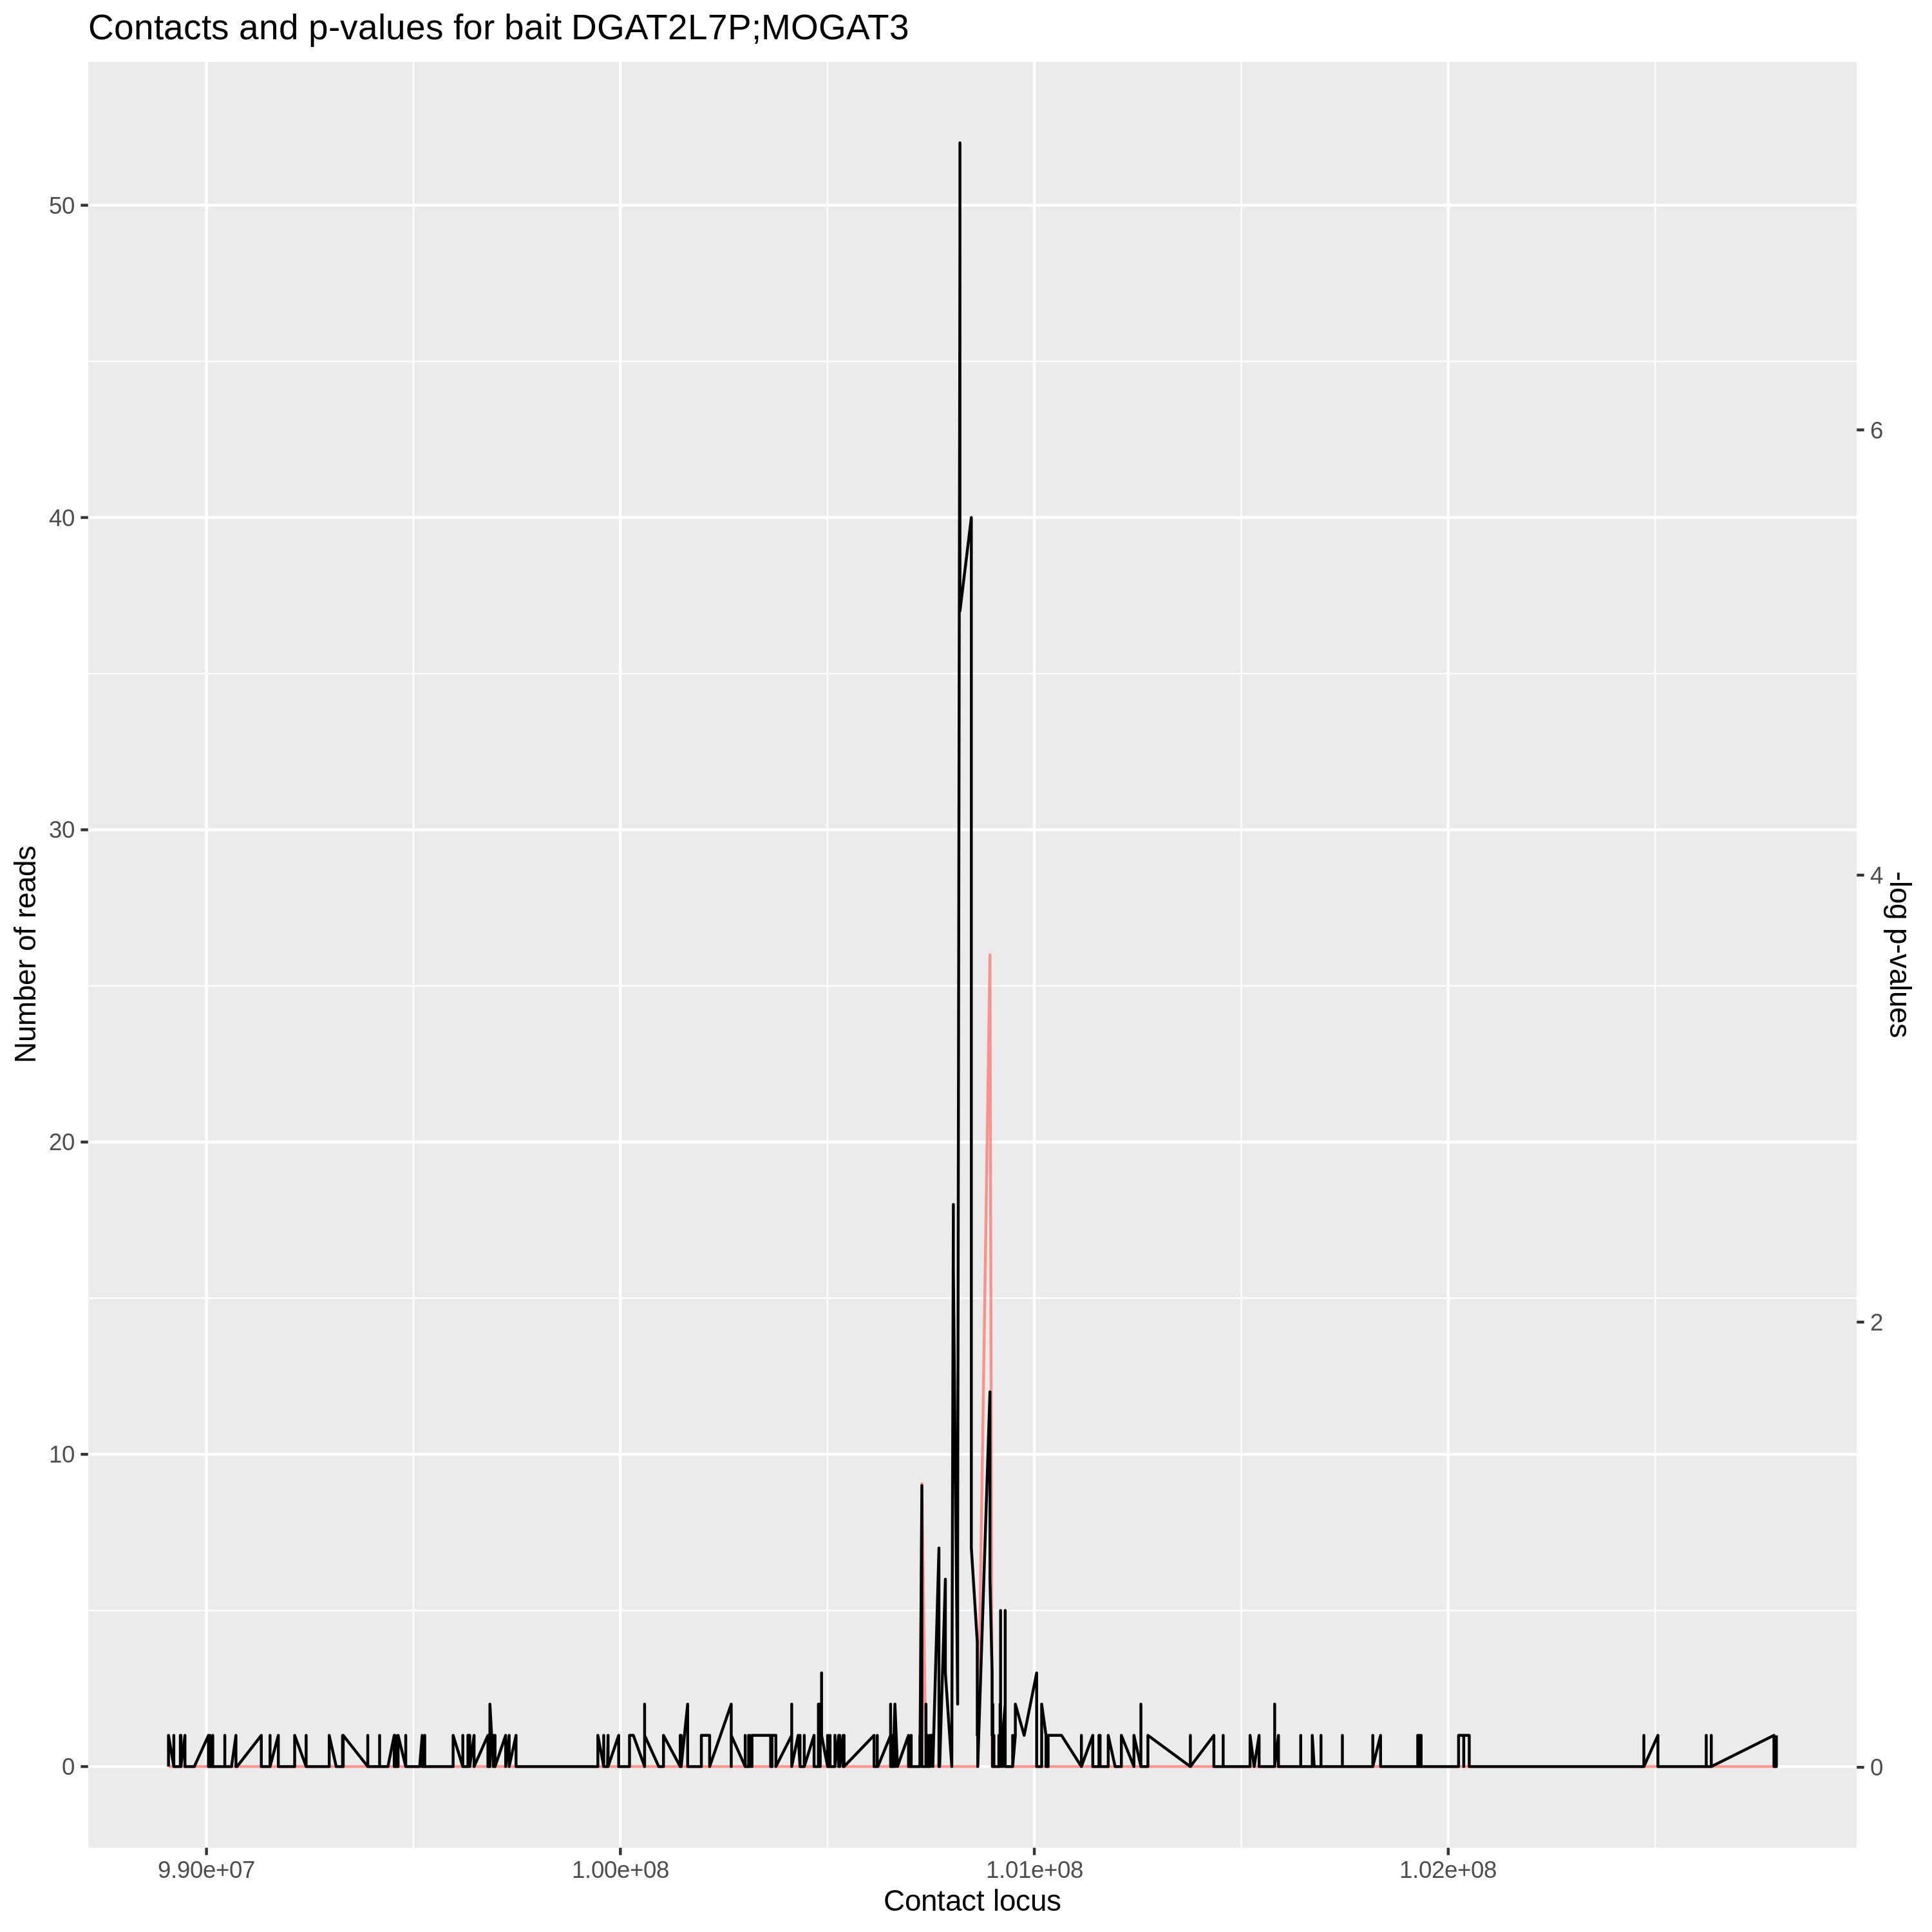 Contacts and p-values for bait DGAT2L7P;MOGAT3
50
40
30
20
10
0
Number of reads
6
4
2
0
-log p-values
9.90e+07
1.00e+08
1.01e+08
1.02e+08
Contact locus